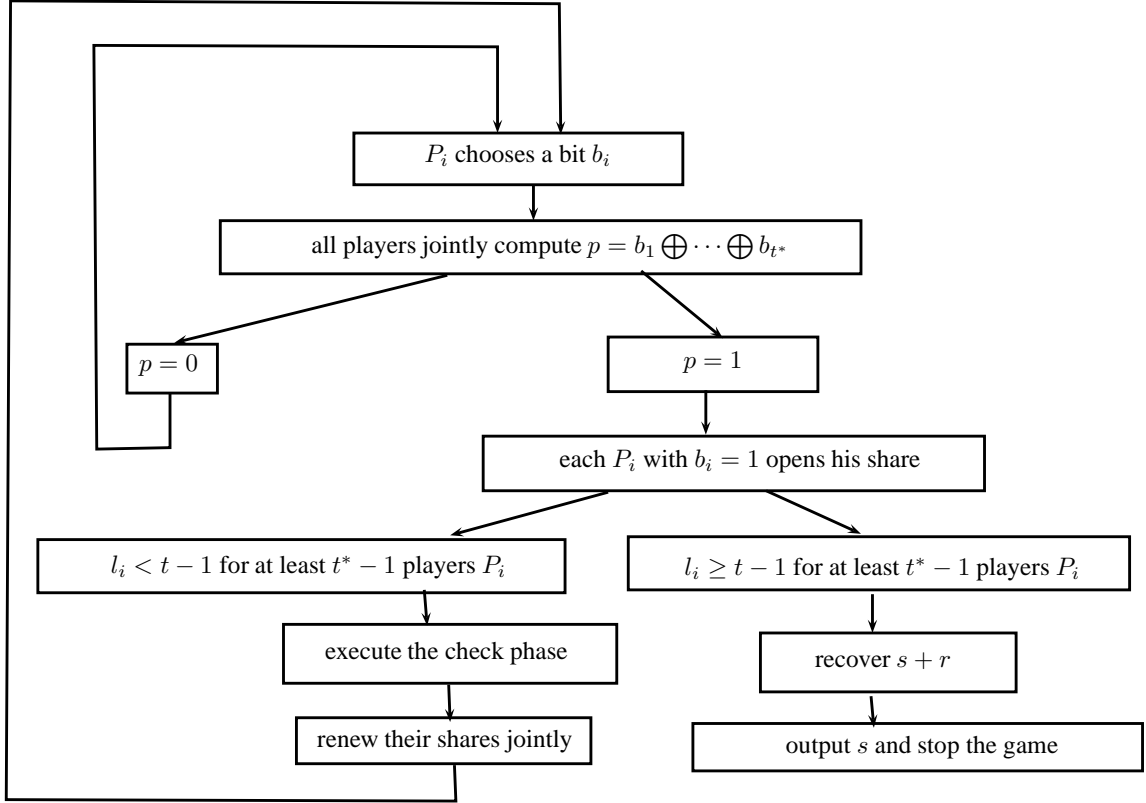 P_i chooses a bit b_i
all players jointly compute p = b_1 ⨁ ⋯ ⨁ b_{t*}
p = 0
p = 1
each P_i with b_i = 1 opens his share
l_i < t − 1 for at least t* − 1 players P_i
l_i ≥ t − 1 for at least t* − 1 players P_i
execute the check phase
recover s + r
renew their shares jointly
output s and stop the game